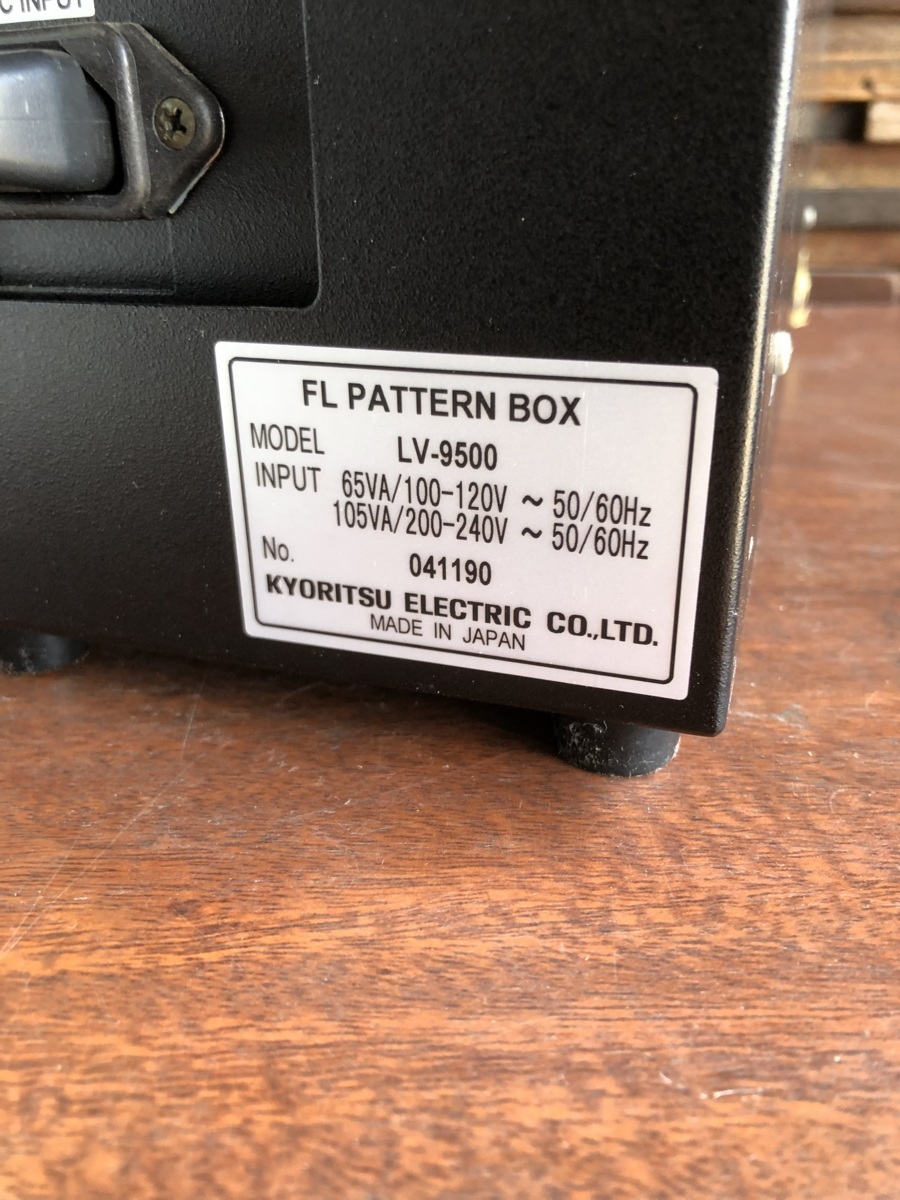 C INPUT
FL PATTERN BOX
MODEL LV-9500
INPUT 65VA/100-120V ~ 50/60Hz
105VA/200-240V ~ 50/60Hz
No. 041190
KYORITSU ELECTRIC CO.,LTD.
MADE IN JAPAN